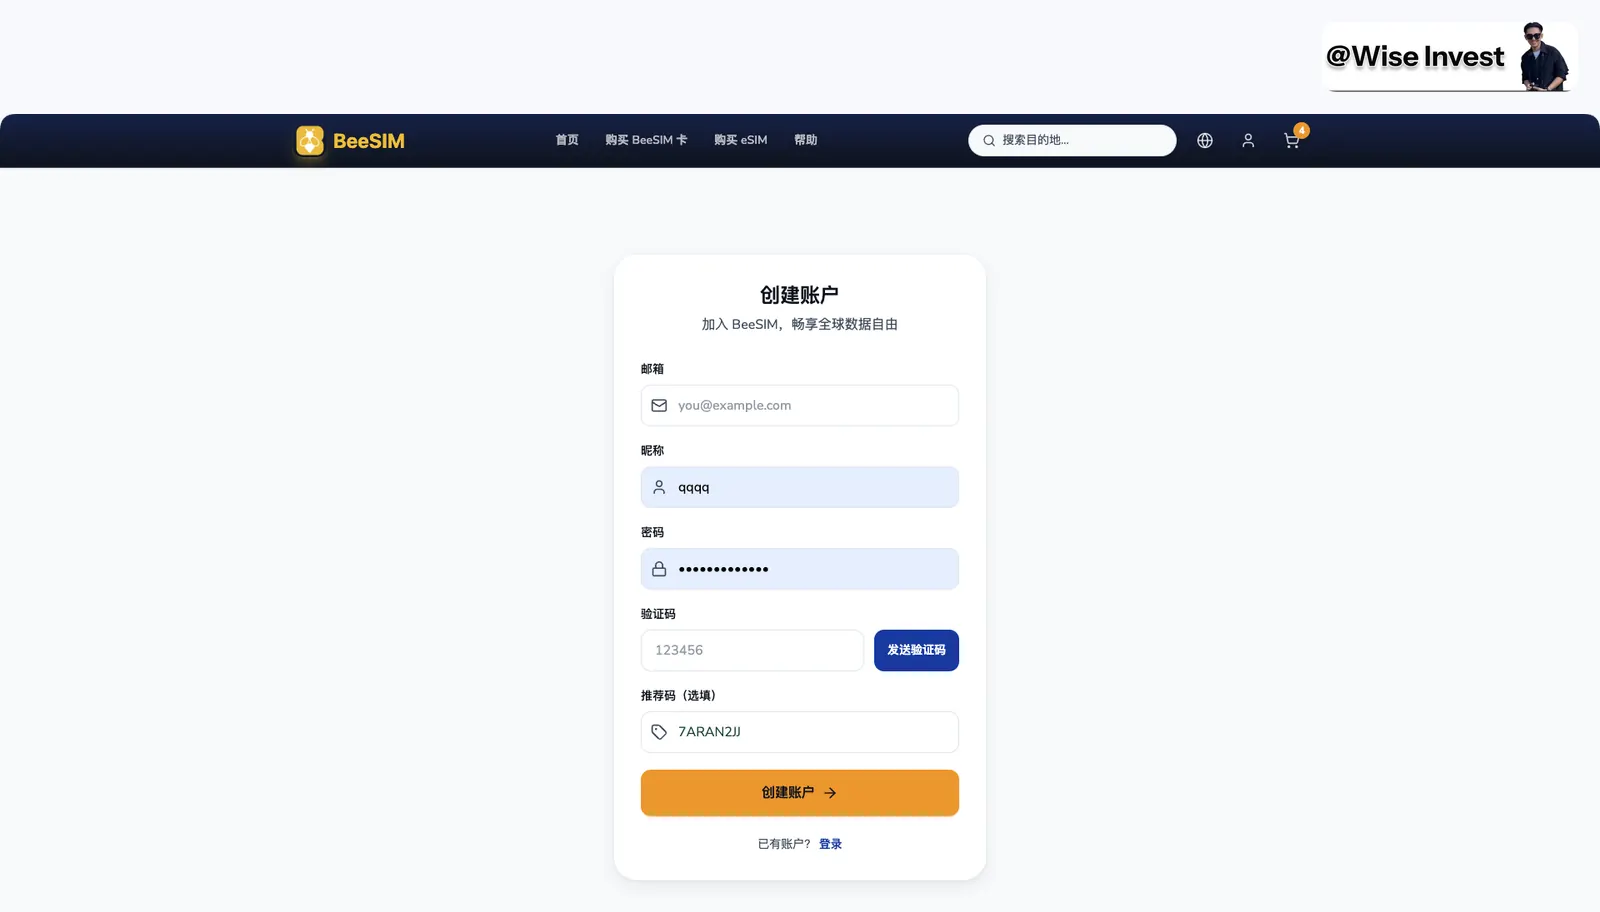 @Wise Invest
BeeSIM
首页
购买 BeeSIM 卡
购买 eSIM
帮助
搜索目的地...
4
创建账户
加入 BeeSIM，畅享全球数据自由
邮箱
you@example.com
昵称
qqqq
密码
•••••••••••••
验证码
123456
发送验证码
推荐码（选填）
7ARAN2JJ
创建账户 →
已有账户？ 登录